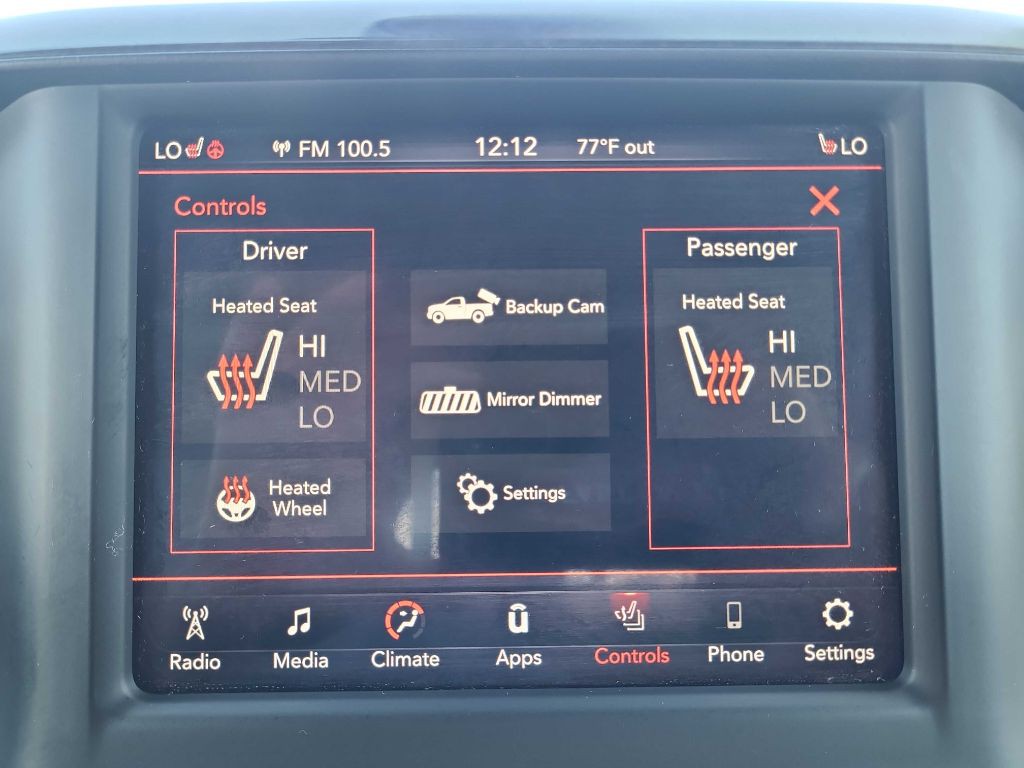 LO FM 100.5 12:12 77°F out LO
Controls
Driver
Heated Seat
HI
MED
LO
Heated
Wheel
Backup Cam
Mirror Dimmer
Settings
Passenger
Heated Seat
HI
MED
LO
Radio Media Climate Apps Controls Phone Settings